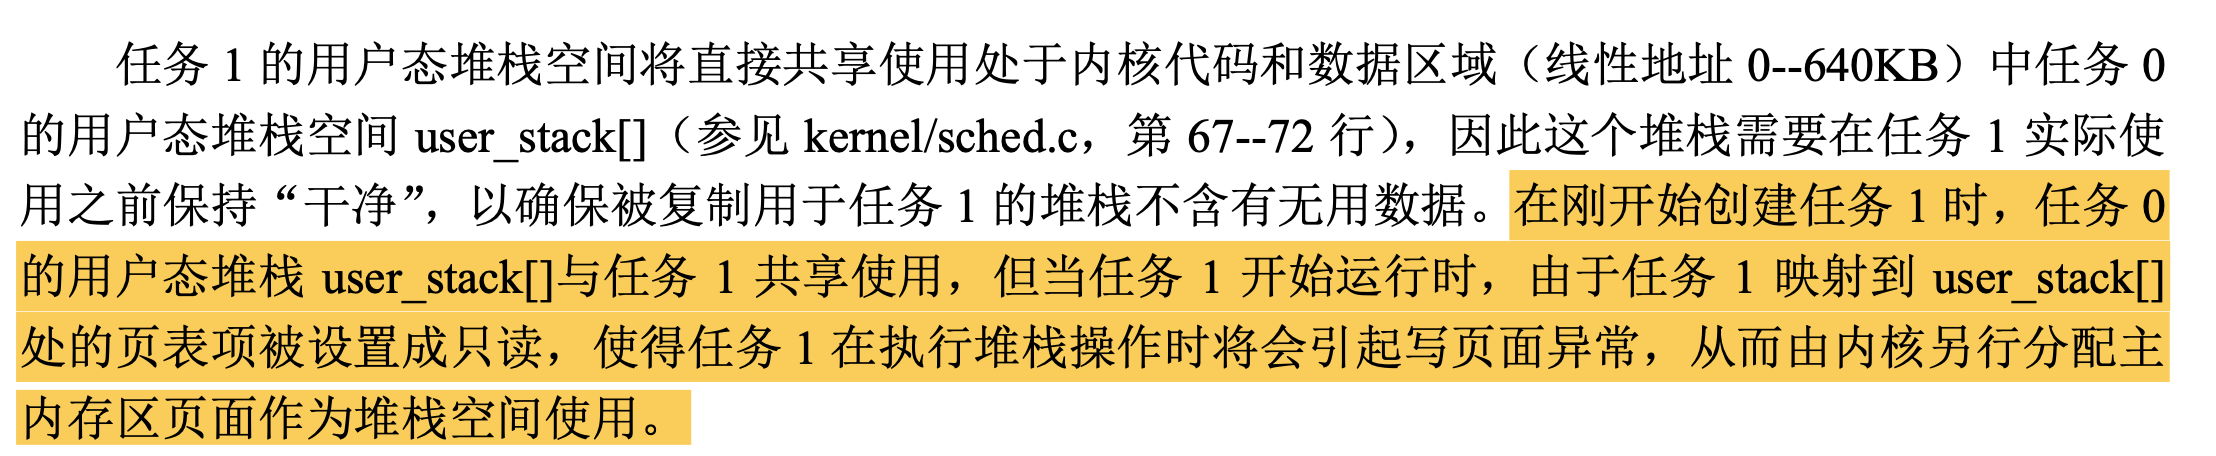 任务 1 的用户态堆栈空间将直接共享使用处于内核代码和数据区域（线性地址 0--640KB）中任务 0
的用户态堆栈空间 user_stack[]（参见 kernel/sched.c，第 67--72 行），因此这个堆栈需要在任务 1 实际使
用之前保持“干净”，以确保被复制用于任务 1 的堆栈不含有无用数据。在刚开始创建任务 1 时，任务 0
的用户态堆栈 user_stack[]与任务 1 共享使用，但当任务 1 开始运行时，由于任务 1 映射到 user_stack[]
处的页表项被设置成只读，使得任务 1 在执行堆栈操作时将会引起写页面异常，从而由内核另行分配主
内存区页面作为堆栈空间使用。